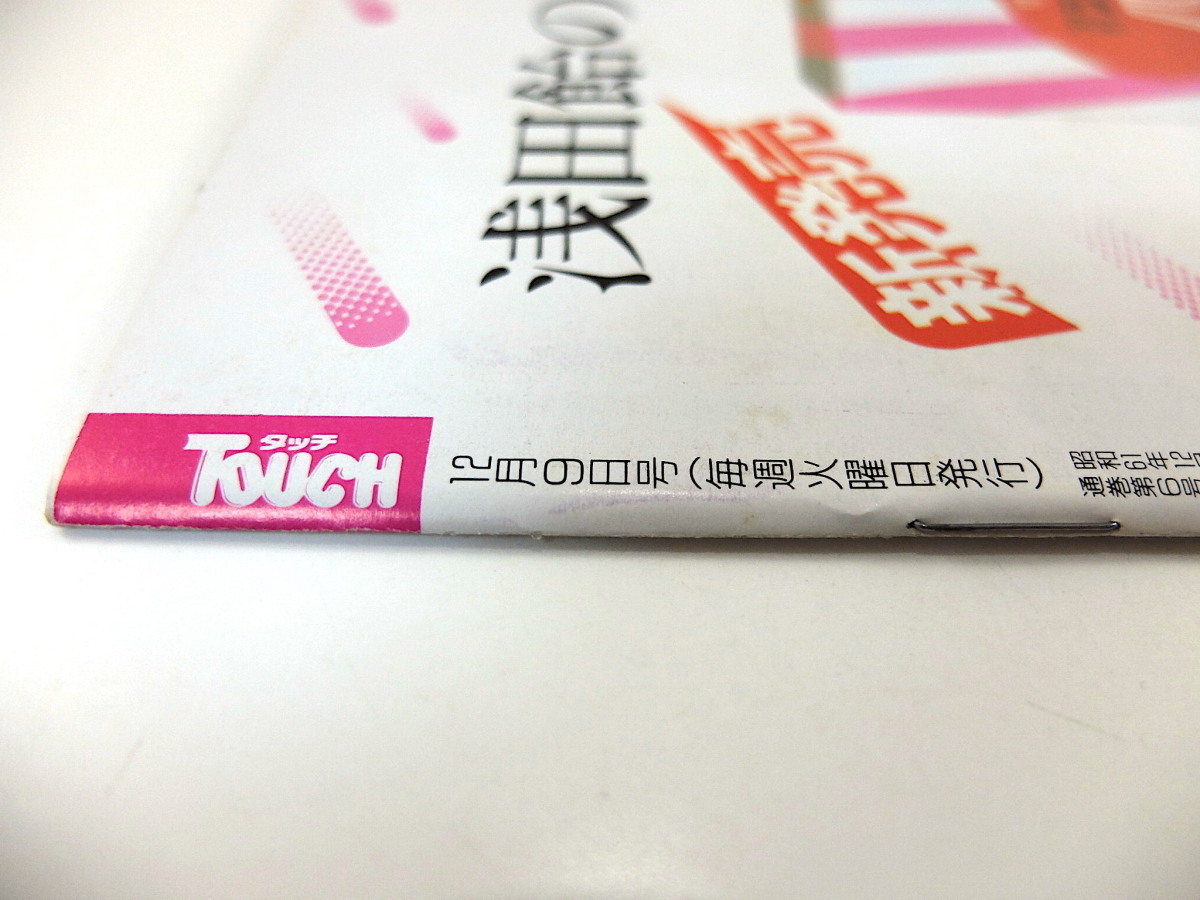 浅田飴の
新発売
タッチ
TOUCH
12月9日号(毎週火曜日発行)
昭和61年12
通巻第6号